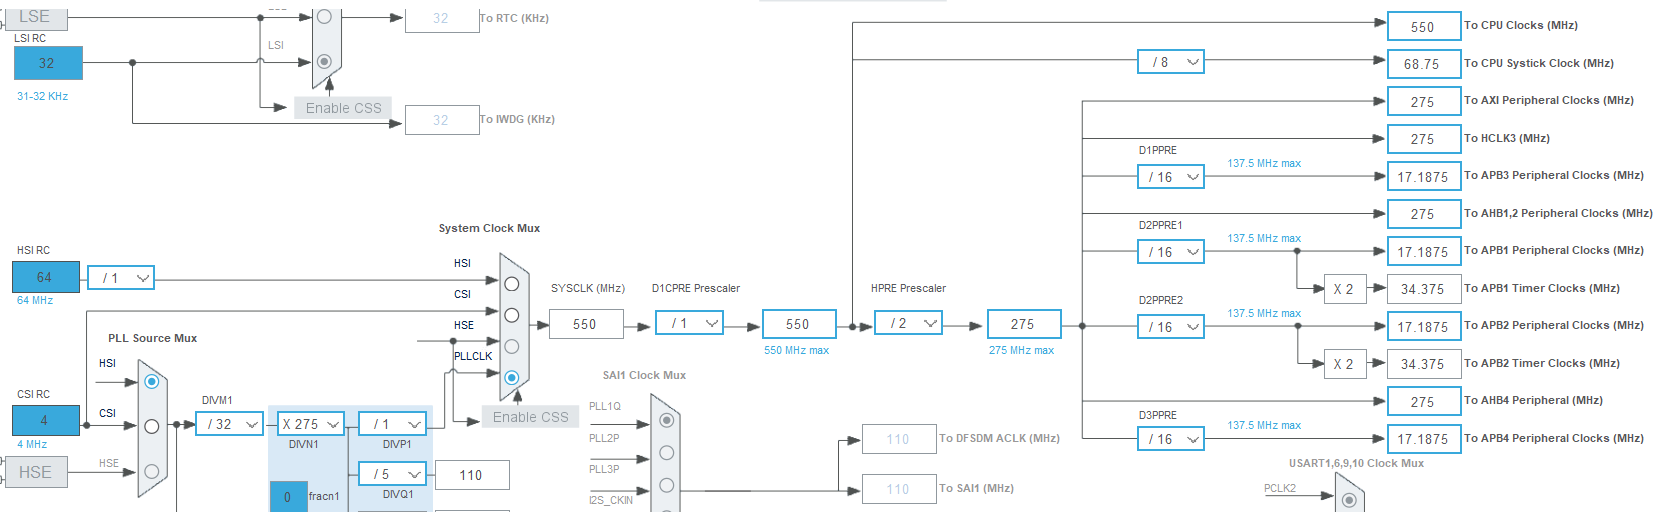 LSE
32
To RTC (KHz)
LSI RC
LSI
32
31-32 KHz
Enable CSS
32
To IWDG (KHz)
550
To CPU Clocks (MHz)
/ 8
68.75
To CPU Systick Clock (MHz)
275
To AXI Peripheral Clocks (MHz)
275
To HCLK3 (MHz)
D1PPRE
137.5 MHz max
/ 16
17.1875
To APB3 Peripheral Clocks (MHz)
275
To AHB1,2 Peripheral Clocks (MHz)
D2PPRE1
137.5 MHz max
/ 16
17.1875
To APB1 Peripheral Clocks (MHz)
X 2
34.375
To APB1 Timer Clocks (MHz)
D2PPRE2
137.5 MHz max
/ 16
17.1875
To APB2 Peripheral Clocks (MHz)
X 2
34.375
To APB2 Timer Clocks (MHz)
275
To AHB4 Peripheral (MHz)
D3PPRE
137.5 MHz max
/ 16
17.1875
To APB4 Peripheral Clocks (MHz)
System Clock Mux
HSI RC
64
64 MHz
/ 1
HSI
CSI
HSE
PLLCLK
SYSCLK (MHz)
550
D1CPRE Prescaler
/ 1
550
550 MHz max
HPRE Prescaler
/ 2
275
275 MHz max
Enable CSS
PLL Source Mux
HSI
CSI RC
4
4 MHz
CSI
HSE
HSE
DIVM1
/ 32
X 275
DIVN1
/ 1
DIVP1
/ 5
DIVQ1
110
0
fracn1
SAI1 Clock Mux
PLL1Q
PLL2P
PLL3P
I2S_CKIN
110
To DFSDM ACLK (MHz)
110
To SAI1 (MHz)
USART1,6,9,10 Clock Mux
PCLK2